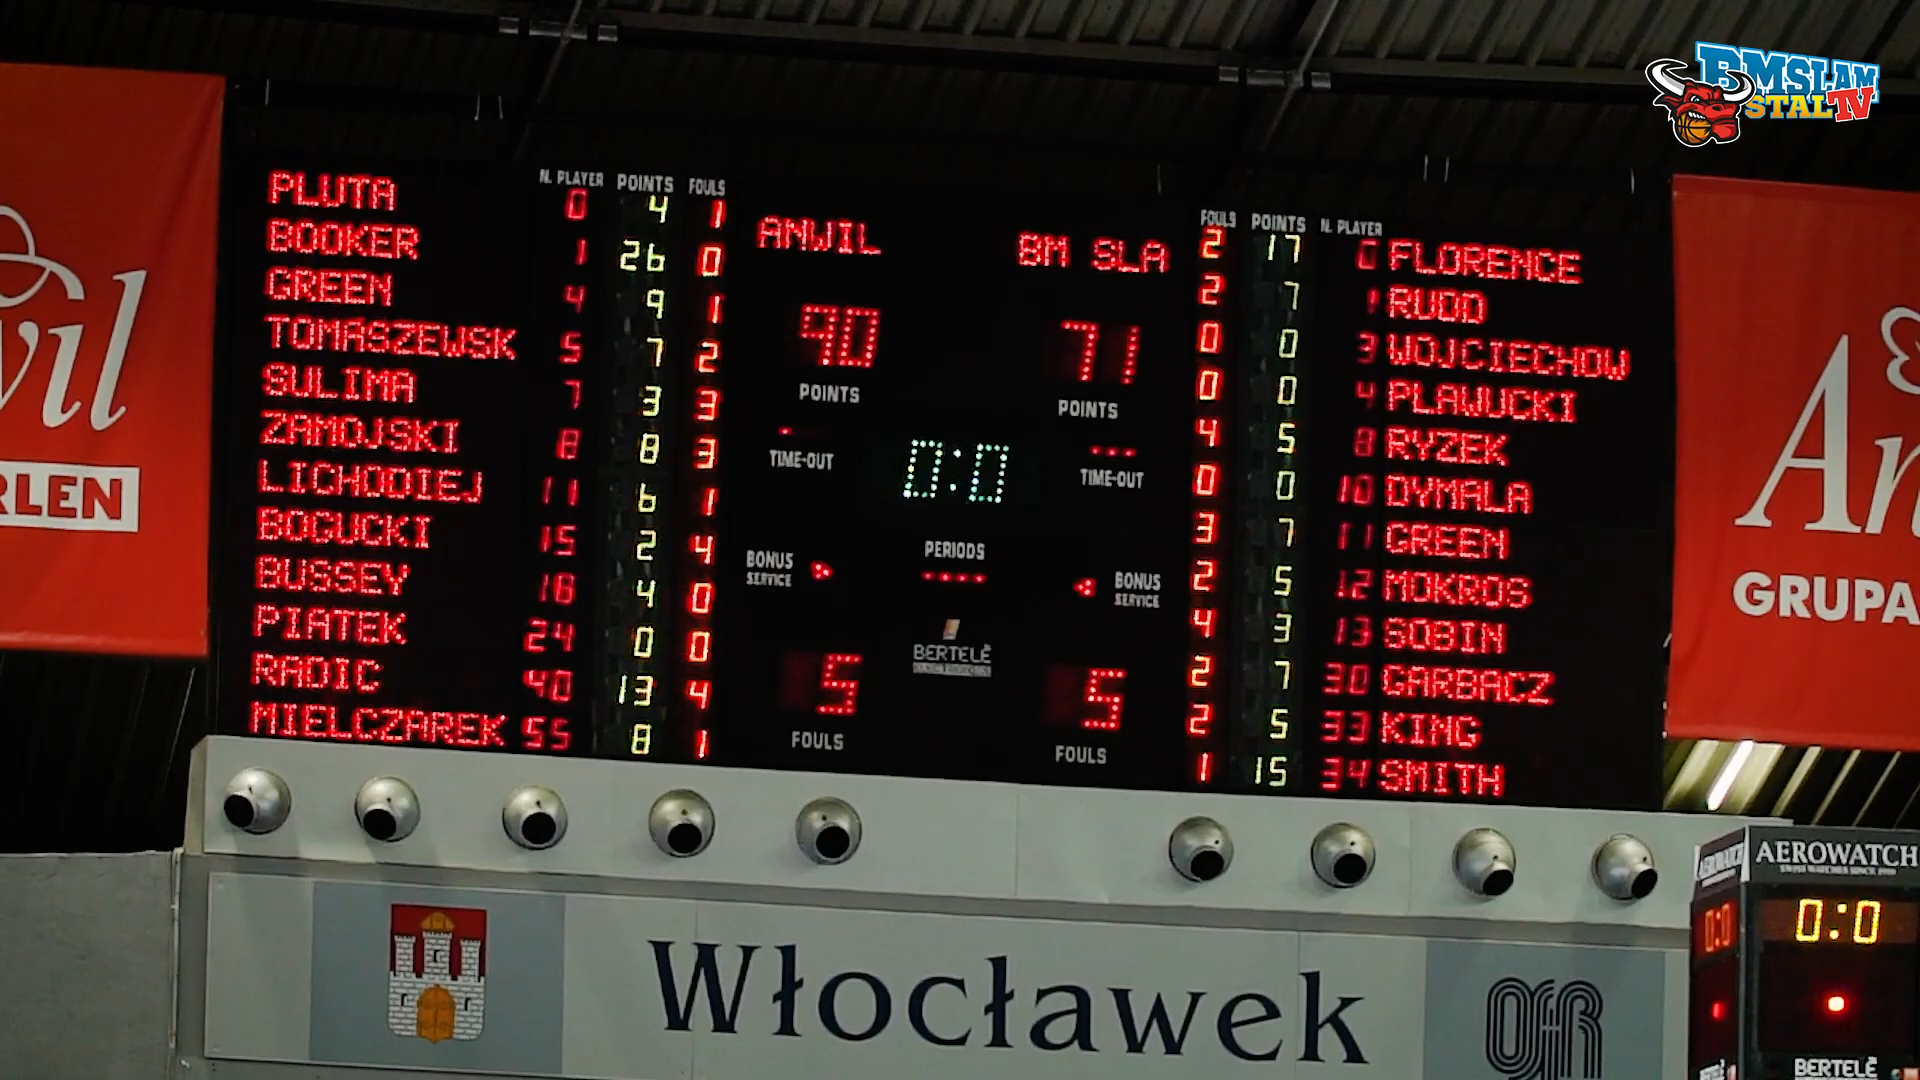 BMSLAM
STAL TV
N. PLAYER POINTS FOULS
PLUTA 0 4 1
BOOKER 1 26 0
GREEN 4 9 1
TOMASZEWSK 5 7 2
SULIMA 7 3 3
ZAMOJSKI 8 8 3
LICHODIEJ 11 6 1
BOGUCKI 15 2 4
BUSSEY 18 4 0
PIATEK 24 0 0
RADIC 40 13 4
MIELCZAREK 55 8 1
ANWIL BM SLA
90 71
POINTS POINTS
TIME-OUT 0:0 TIME-OUT
PERIODS
BONUS SERVICE
BONUS SERVICE
BERTELÈ
5 5
FOULS FOULS
FOULS POINTS N. PLAYER
2 17 0 FLORENCE
2 7 1 RUDD
0 0 3 WOJCIECHOW
0 0 4 PLAWUCKI
4 5 8 RYZEK
0 0 10 DYMALA
3 7 11 GREEN
2 5 12 MOKROS
4 3 13 SOBIN
2 7 30 GARBACZ
2 5 33 KING
1 15 34 SMITH
wil
RLEN
An
GRUPA
Włocławek
AEROWATCH
AEROWATCH
0:0 0:0
BERTELÈ